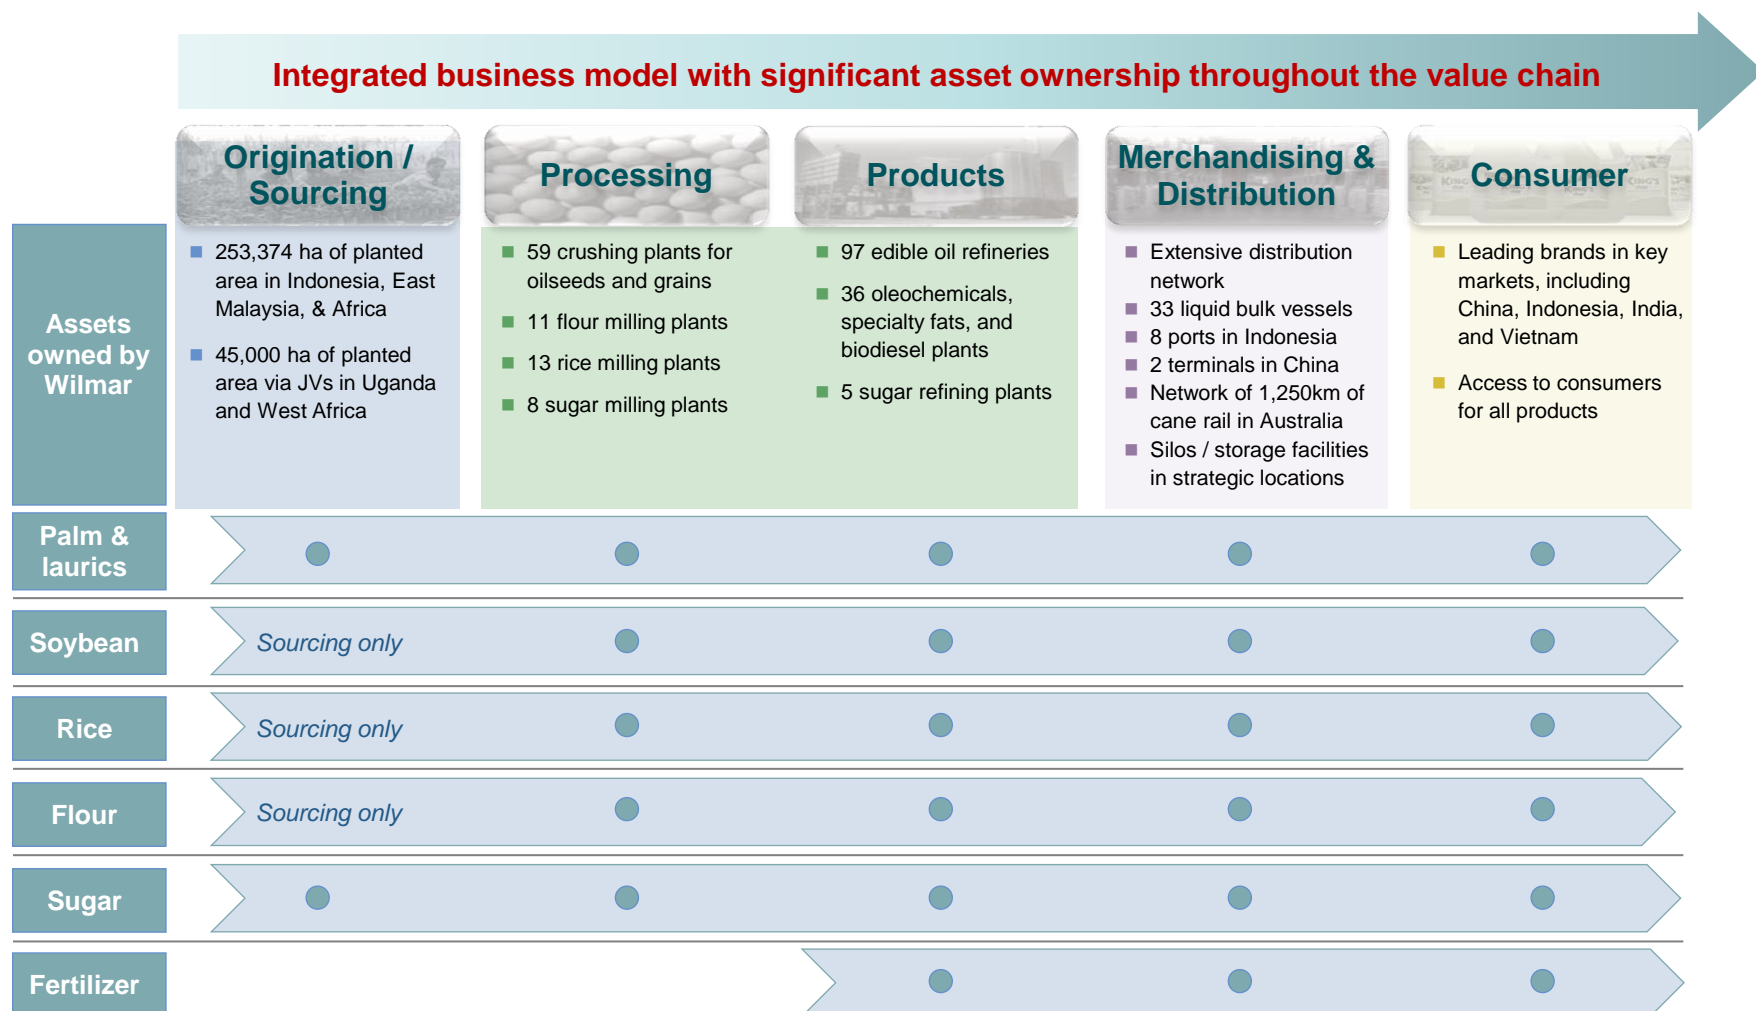 Integrated business model with significant asset ownership throughout the value chain
Origination /
Sourcing
Processing
Products
Merchandising &
Distribution
Consumer
Assets
owned by
Wilmar
253,374 ha of planted
area in Indonesia, East
Malaysia, & Africa
45,000 ha of planted
area via JVs in Uganda
and West Africa
59 crushing plants for
oilseeds and grains
11 flour milling plants
13 rice milling plants
8 sugar milling plants
97 edible oil refineries
36 oleochemicals,
specialty fats, and
biodiesel plants
5 sugar refining plants
Extensive distribution
network
33 liquid bulk vessels
8 ports in Indonesia
2 terminals in China
Network of 1,250km of
cane rail in Australia
Silos / storage facilities
in strategic locations
Leading brands in key
markets, including
China, Indonesia, India,
and Vietnam
Access to consumers
for all products
Palm &
laurics
Soybean
Sourcing only
Rice
Sourcing only
Flour
Sourcing only
Sugar
Fertilizer